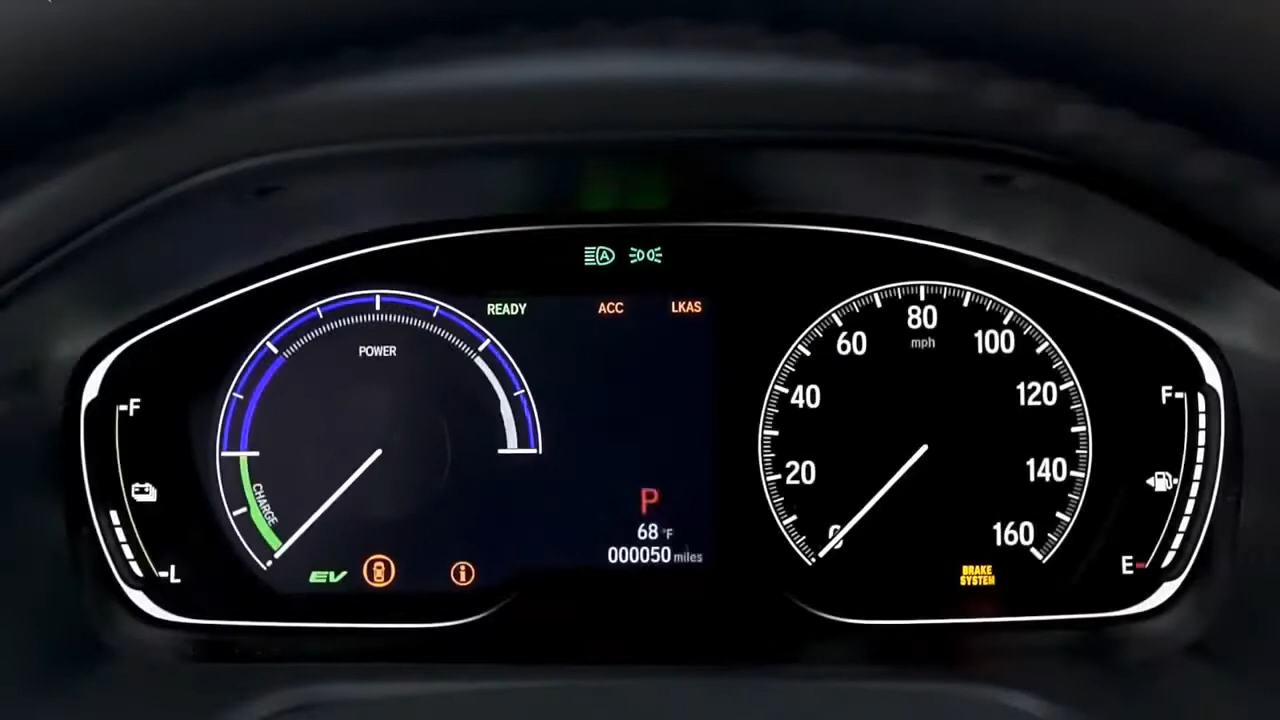 READY ACC LKAS
POWER
CHARGE
F
L
EV
P
68 °F
000050 miles
0
20
40
60
80
mph
100
120
140
160
BRAKE
SYSTEM
F
E